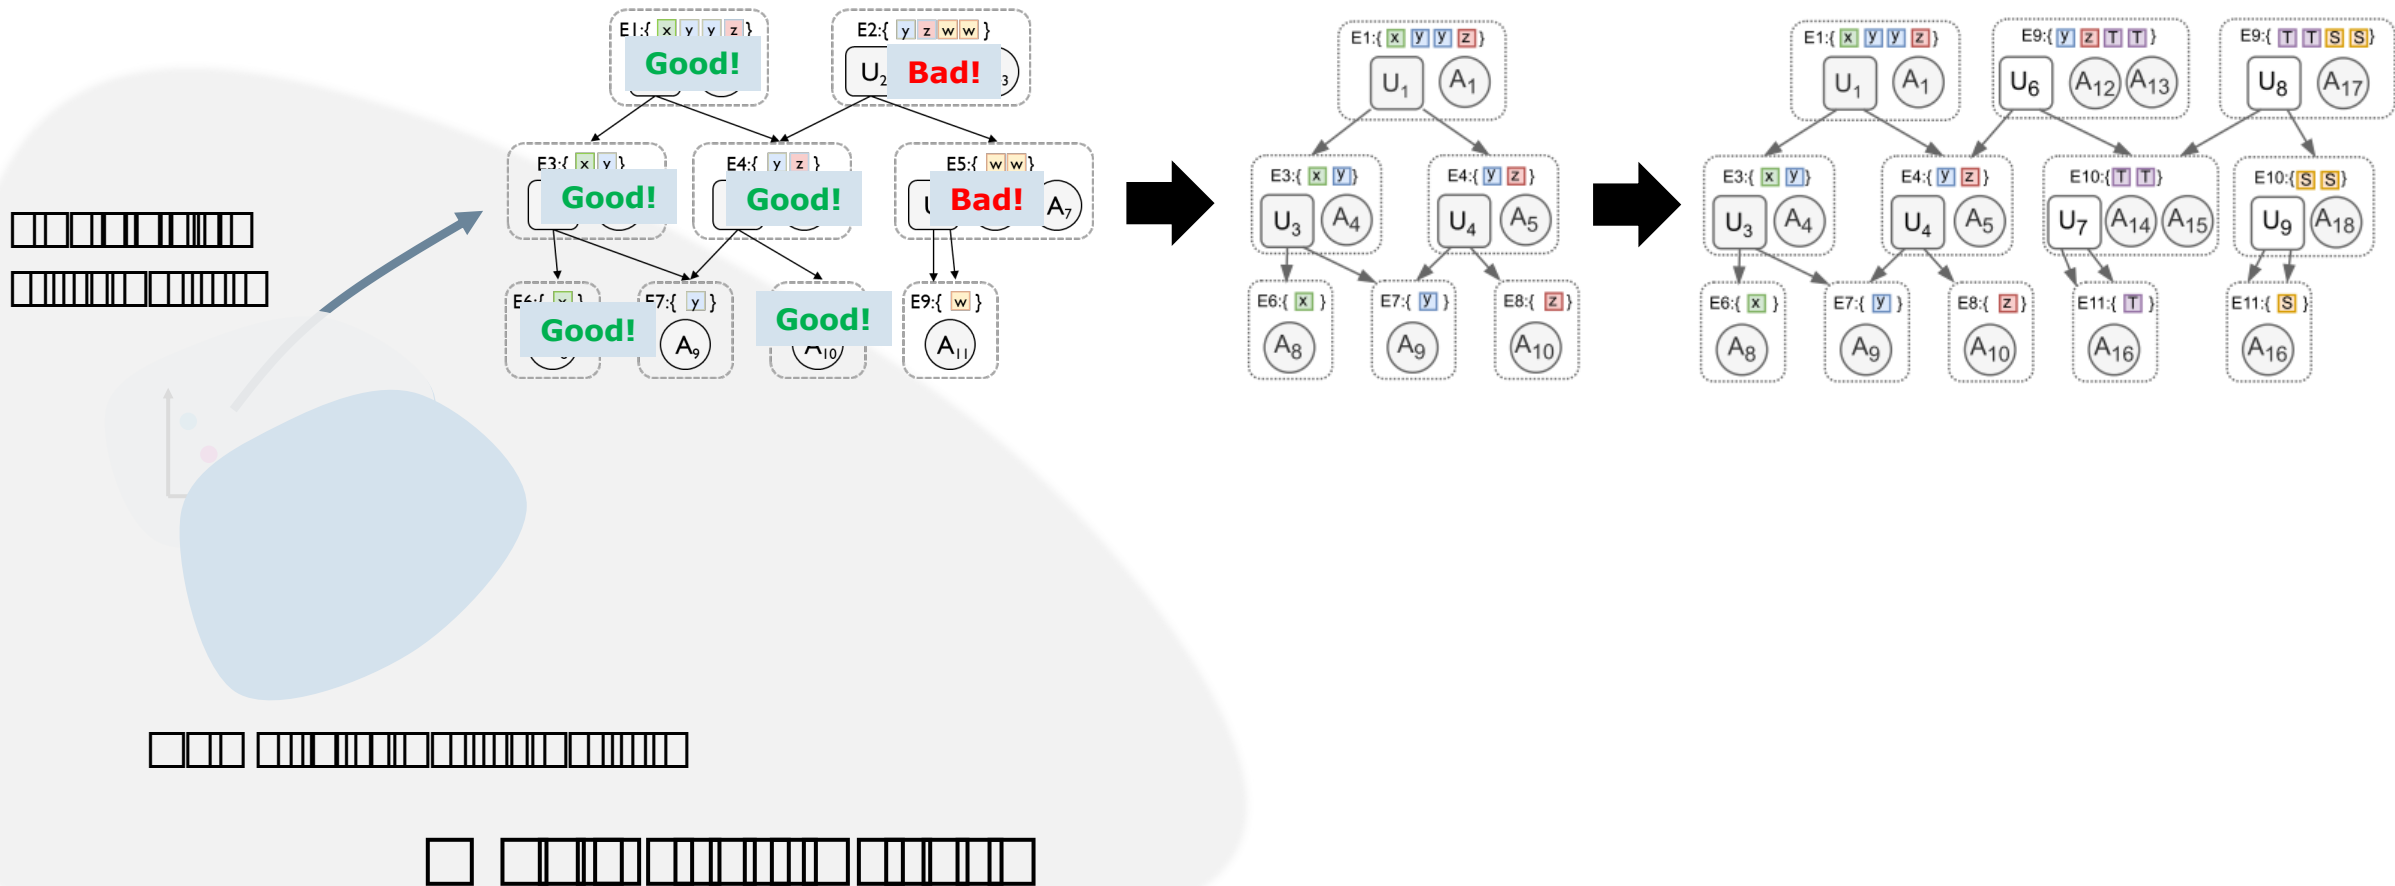 E1:{ x y y z }
Good!
E2:{ y z w w }
U2 Bad! 3
E3:{ x y }
Good!
E4:{ y z }
Good!
E5:{ w w }
Bad! A7
E6:{ x }
Good!
E7:{ y }
A9
Good!
A10
E9:{ w }
A11
E1:{ x y y z }
U1 A1
E3:{ x y }
U3 A4
E4:{ y z }
U4 A5
E6:{ x }
A8
E7:{ y }
A9
E8:{ z }
A10
E1:{ x y y z }
U1 A1
E9:{ y z T T }
U6 A12 A13
E9:{ T T S S }
U8 A17
E3:{ x y }
U3 A4
E4:{ y z }
U4 A5
E10:{ T T }
U7 A14 A15
E10:{ S S }
U9 A18
E6:{ x }
A8
E7:{ y }
A9
E8:{ z }
A10
E11:{ T }
A16
E11:{ S }
A16